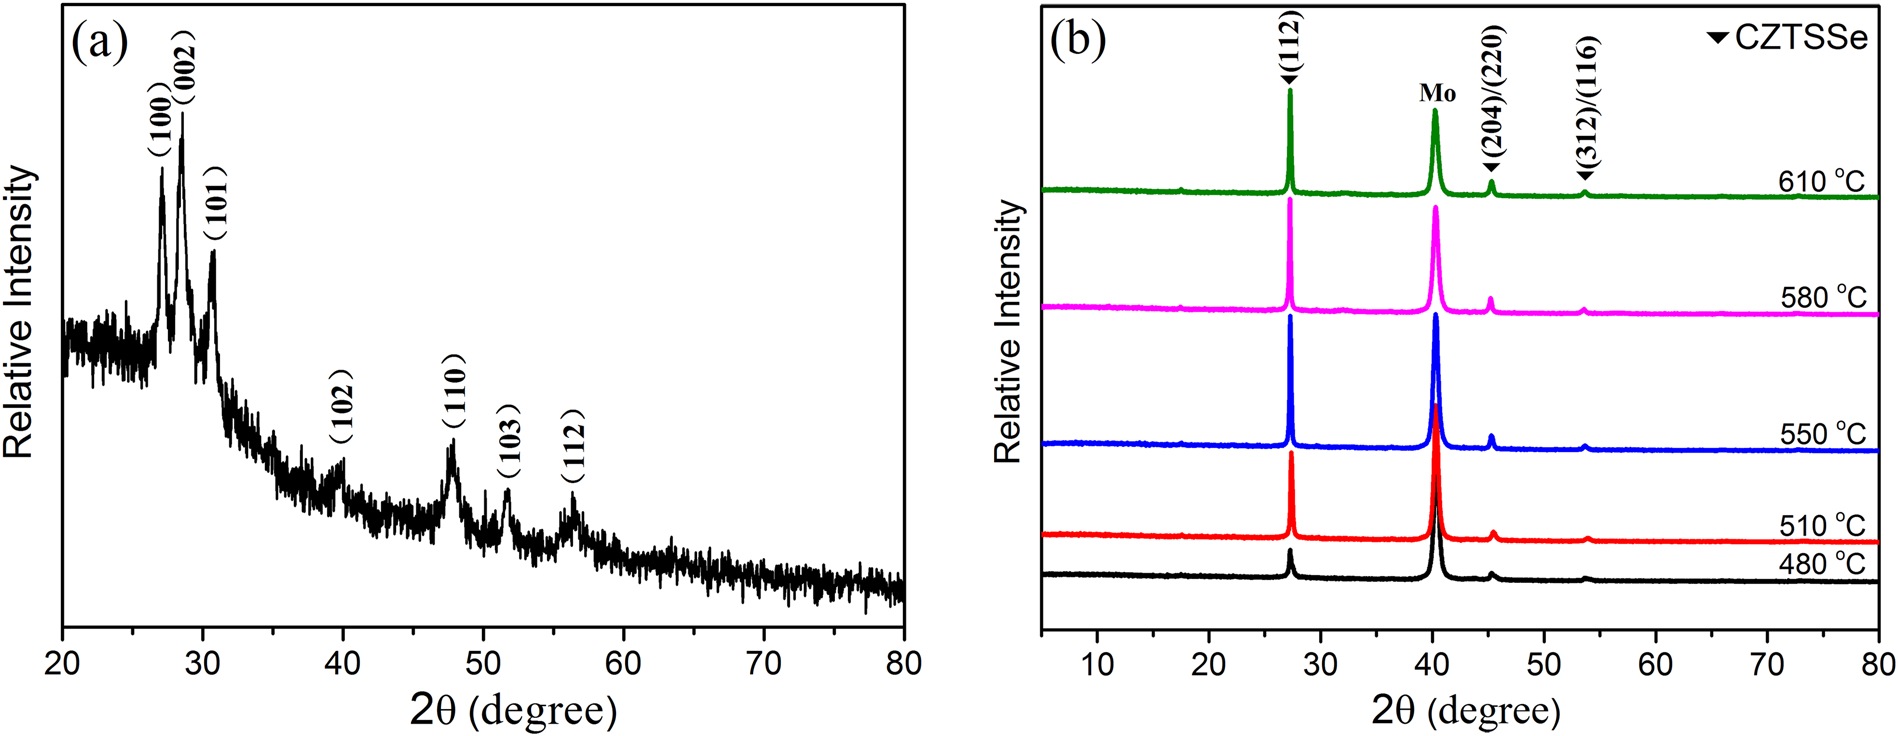 (a)
(100)
(002)
(101)
(102)
(110)
(103)
(112)
Relative Intensity
20 30 40 50 60 70 80
2θ (degree)
(b)
(112)
Mo
(204)/(220)
(312)/(116)
▼CZTSSe
610 °C
580 °C
550 °C
510 °C
480 °C
Relative Intensity
10 20 30 40 50 60 70 80
2θ (degree)